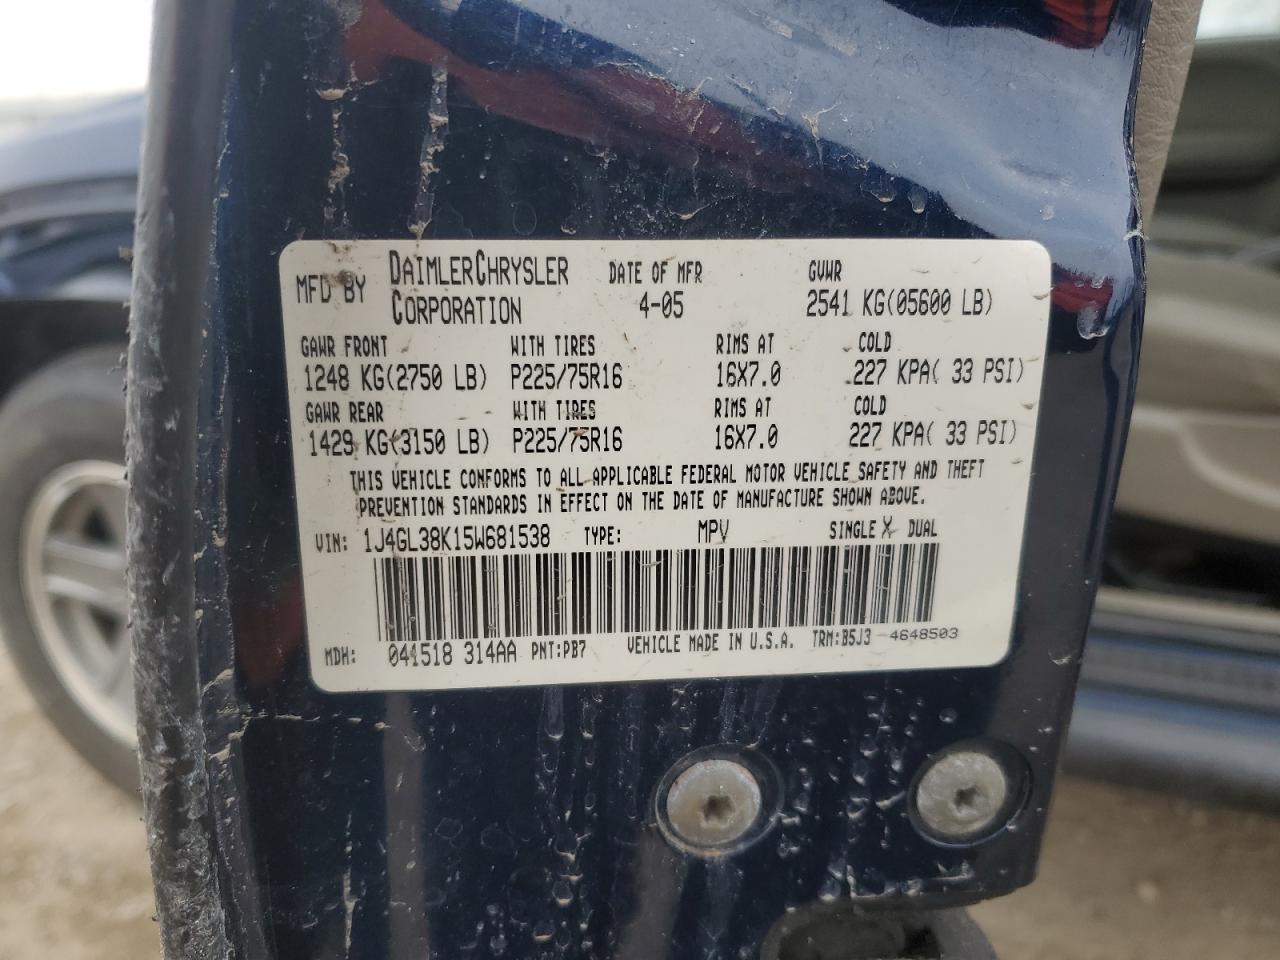 MFD BY DAIMLERCHRYSLER CORPORATION DATE OF MFR 4-05 GVWR 2541 KG(05600 LB)
GAWR FRONT WITH TIRES RIMS AT COLD
1248 KG(2750 LB) P225/75R16 16X7.0 227 KPA( 33 PSI)
GAWR REAR WITH TIRES RIMS AT COLD
1429 KG(3150 LB) P225/75R16 16X7.0 227 KPA( 33 PSI)
THIS VEHICLE CONFORMS TO ALL APPLICABLE FEDERAL MOTOR VEHICLE SAFETY AND THEFT
PREVENTION STANDARDS IN EFFECT ON THE DATE OF MANUFACTURE SHOWN ABOVE.
VIN: 1J4GL38K15W681538 TYPE: MPV SINGLE X DUAL
MDH: 041518 314AA PNT:PB7 VEHICLE MADE IN U.S.A. TRM:B5J3 -4648503